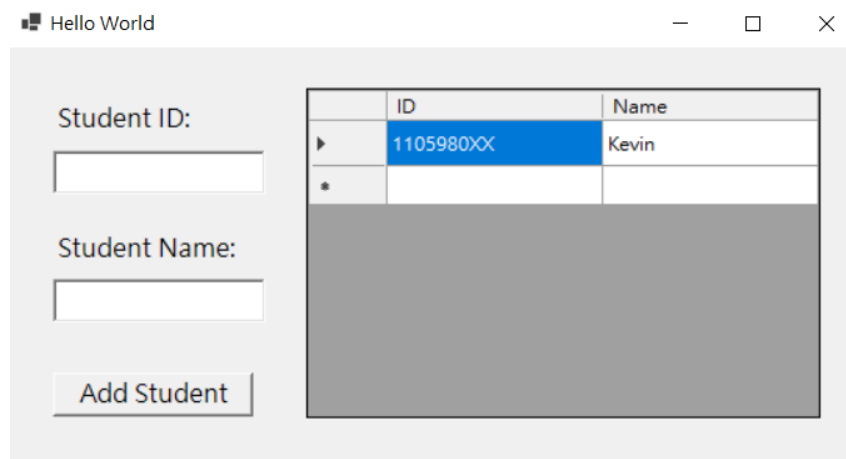 Hello World
Student ID:
Student Name:
Add Student
ID Name
1105980XX Kevin